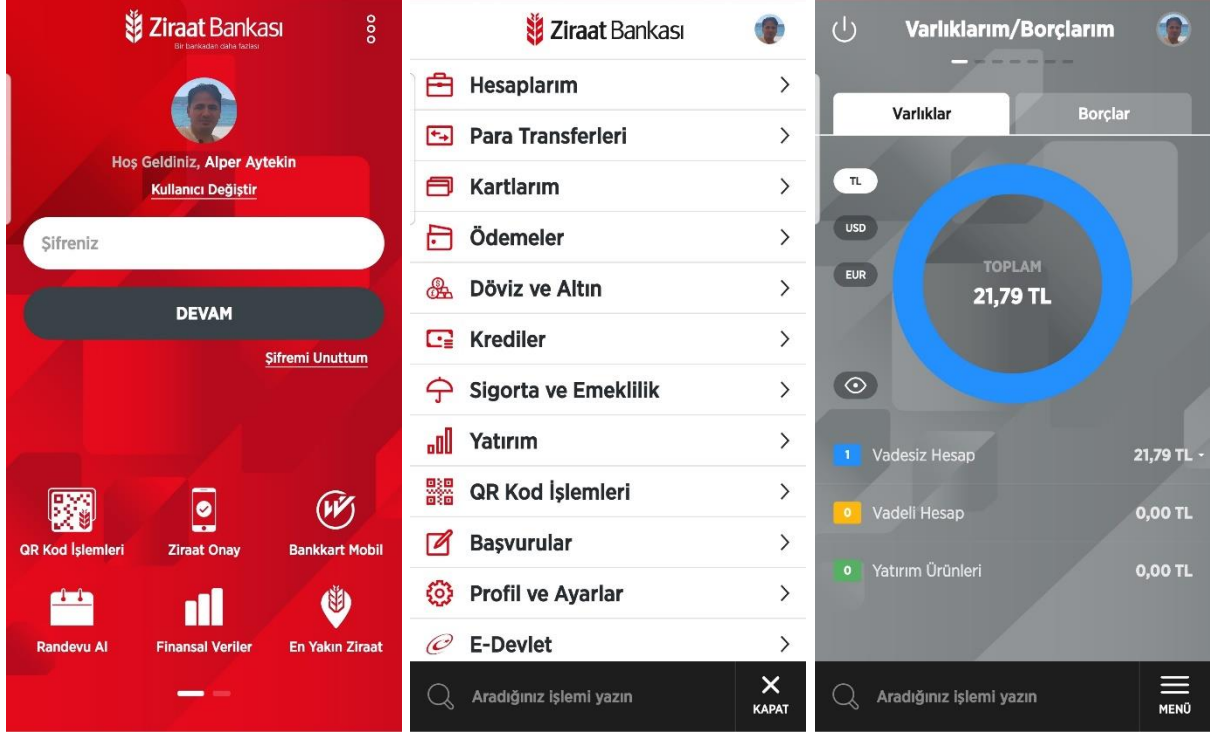 Ziraat Bankası
Bir bankadan daha fazlası
Hoş Geldiniz, Alper Aytekin
Kullanıcı Değiştir
Şifreniz
DEVAM
Şifremi Unuttum
QR Kod İşlemleri
Ziraat Onay
Bankkart Mobil
Randevu Al
Finansal Veriler
En Yakın Ziraat
Ziraat Bankası
Hesaplarım
Para Transferleri
Kartlarım
Ödemeler
Döviz ve Altın
Krediler
Sigorta ve Emeklilik
Yatırım
QR Kod İşlemleri
Başvurular
Profil ve Ayarlar
E-Devlet
Aradığınız işlemi yazın
KAPAT
Varlıklarım/Borçlarım
Varlıklar
Borçlar
TL
USD
EUR
TOPLAM
21,79 TL
1 Vadesiz Hesap 21,79 TL
0 Vadeli Hesap 0,00 TL
0 Yatırım Ürünleri 0,00 TL
Aradığınız işlemi yazın
MENÜ